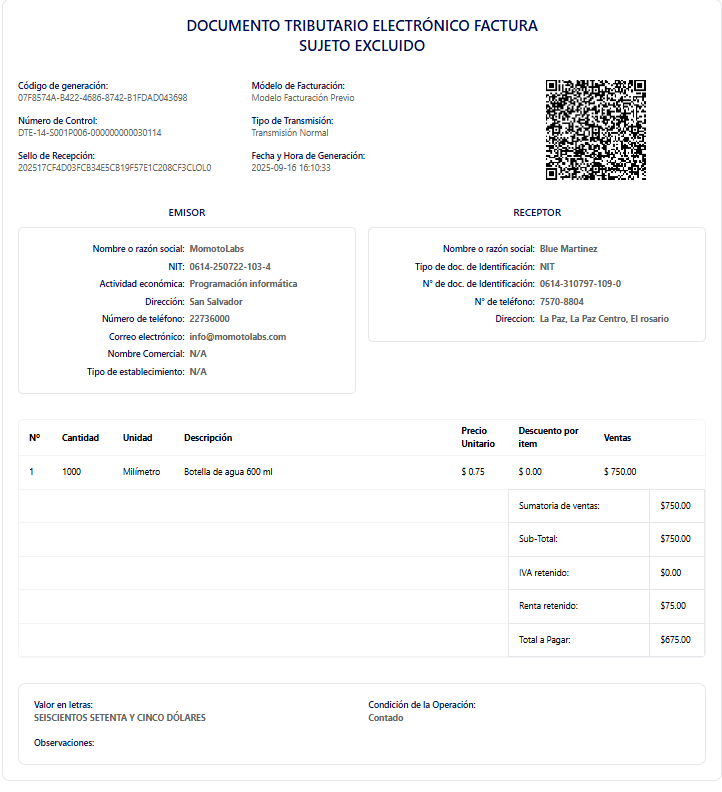 DOCUMENTO TRIBUTARIO ELECTRÓNICO FACTURA
SUJETO EXCLUIDO
Código de generación:
07F8574A-B422-4686-8742-B1FDAD043698
Módelo de Facturación:
Modelo Facturación Previo
Número de Control:
DTE-14-S001P006-000000000030114
Tipo de Transmisión:
Transmisión Normal
Sello de Recepción:
202517CF4D03FCB34E5CB19F57E1C208CF3CLOL0
Fecha y Hora de Generación:
2025-09-16 16:10:33
EMISOR
Nombre o razón social: MomotoLabs
NIT: 0614-250722-103-4
Actividad económica: Programación informática
Dirección: San Salvador
Número de teléfono: 22736000
Correo electrónico: info@momotolabs.com
Nombre Comercial: N/A
Tipo de establecimiento: N/A
RECEPTOR
Nombre o razón social: Blue Martinez
Tipo de doc. de Identificación: NIT
N° de doc. de Identificación: 0614-310797-109-0
N° de teléfono: 7570-8804
Direccion: La Paz, La Paz Centro, El rosario
Nº Cantidad Unidad Descripción Precio Unitario Descuento por item Ventas
1 1000 Milímetro Botella de agua 600 ml $ 0.75 $ 0.00 $ 750.00
Sumatoria de ventas: $750.00
Sub-Total: $750.00
IVA retenido: $0.00
Renta retenido: $75.00
Total a Pagar: $675.00
Valor en letras:
SEISCIENTOS SETENTA Y CINCO DÓLARES
Condición de la Operación:
Contado
Observaciones: